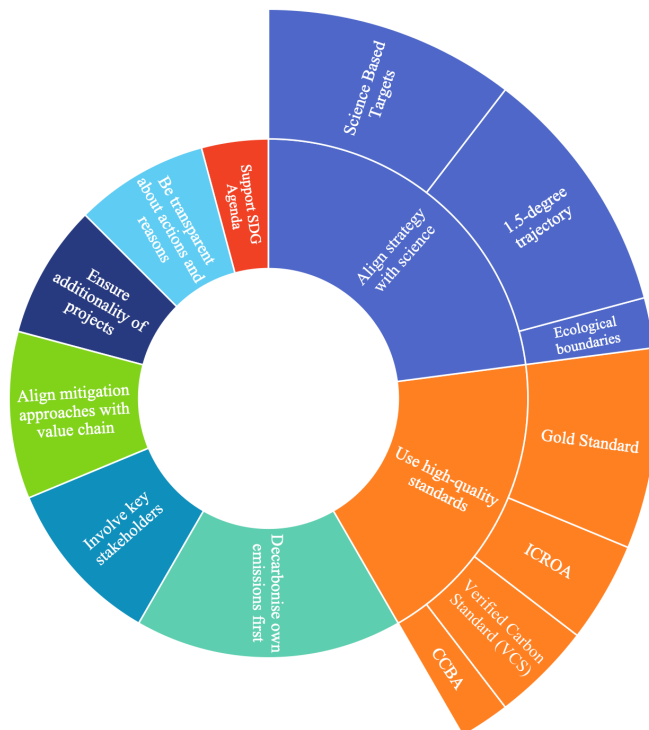 Science Based
Targets
1.5-degree
trajectory
Ecological
boundaries
Align strategy
with science
Gold Standard
ICROA
Verified Carbon
Standard (VCS)
CCBA
Use high-quality
standards
Decarbonise own
emissions first
Involve key
stakeholders
Align mitigation
approaches with
value chain
Ensure
additionality of
projects
Be transparent
about actions and
reasons
Support SDG
Agenda